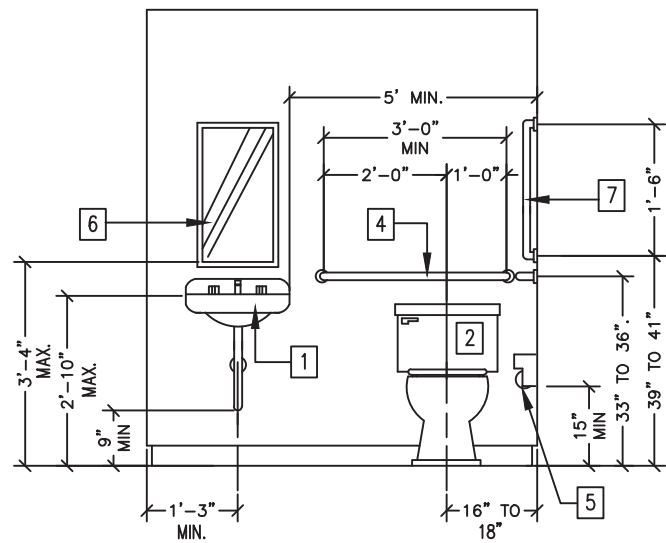 5' MIN.
3'-0"
MIN
2'-0"
1'-0"
7
1'-6"
6
4
3'-4"
MAX.
2'-10"
MAX.
9"
MIN
1
2
15"
MIN
33" TO 36".
39" TO 41"
5
1'-3"
MIN.
16" TO
18"